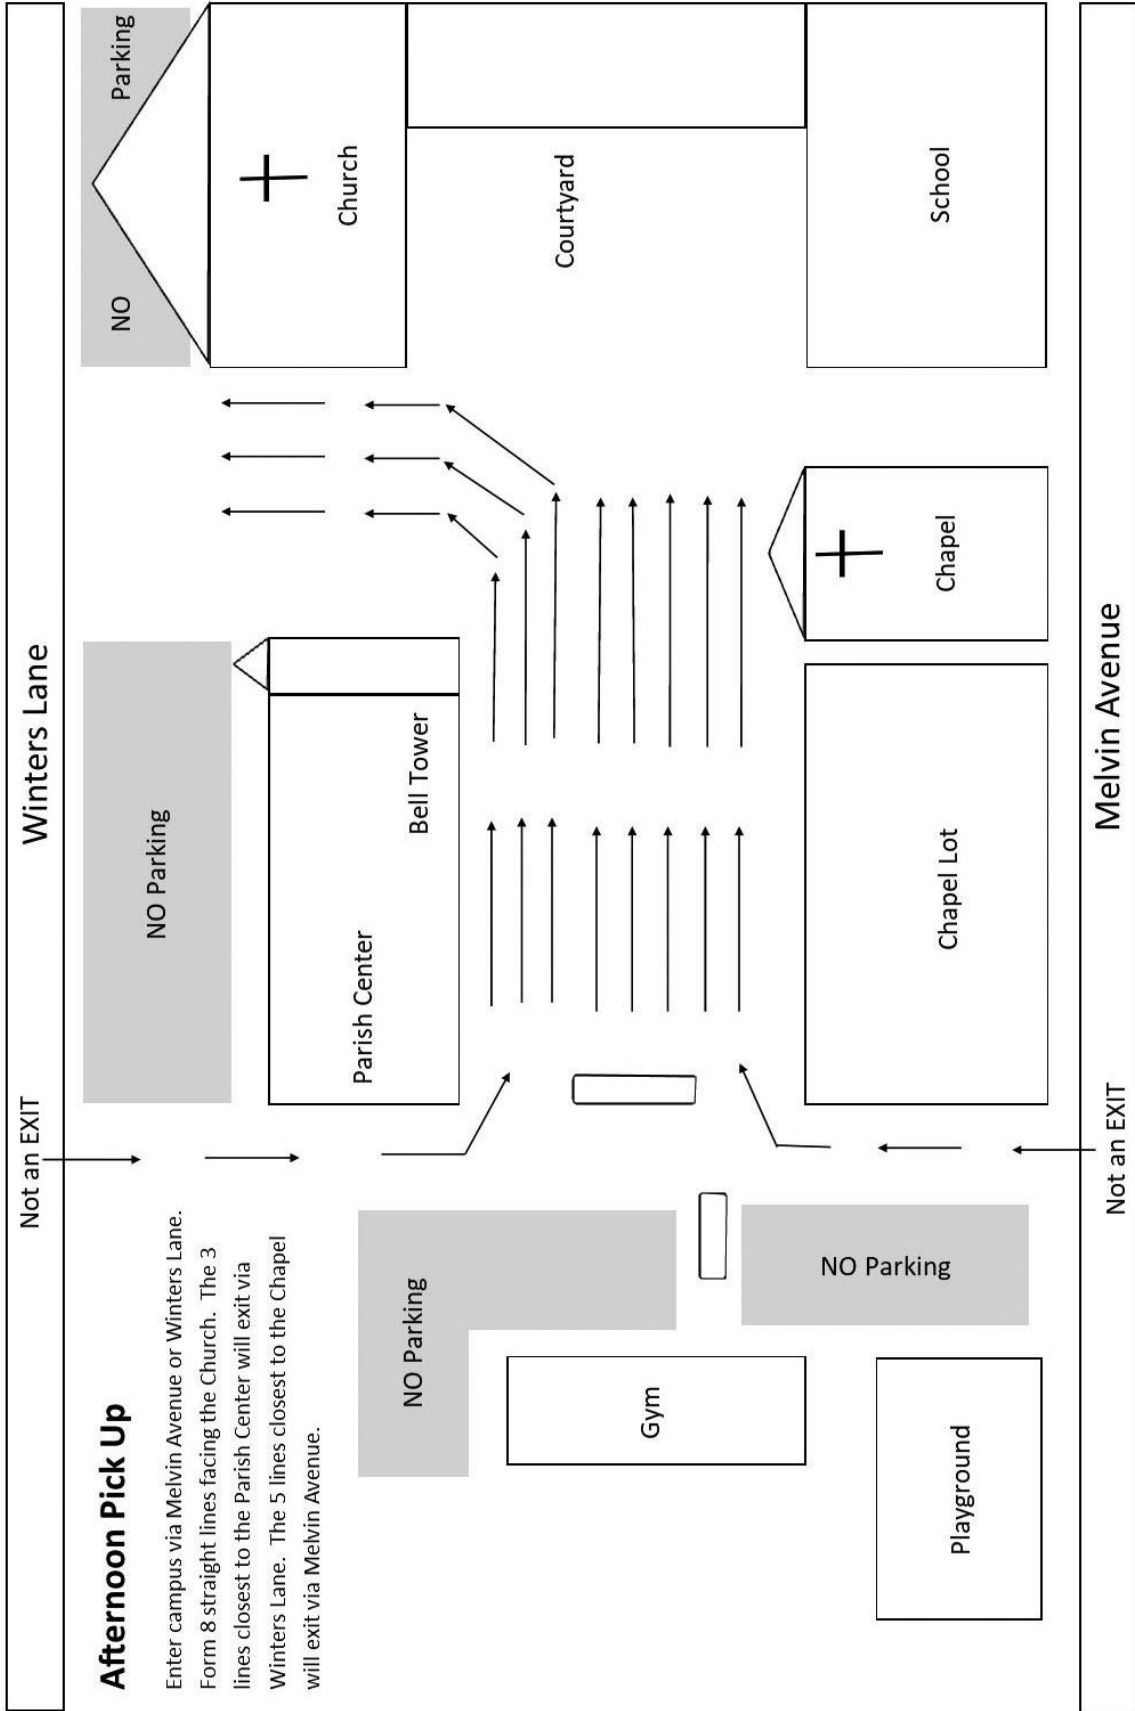 Winters Lane
Not an EXIT
Afternoon Pick Up
Enter campus via Melvin Avenue or Winters Lane.
Form 8 straight lines facing the Church.  The 3
lines closest to the Parish Center will exit via
Winters Lane.  The 5 lines closest to the Chapel
will exit via Melvin Avenue.
NO Parking
NO Parking
Parish Center
Bell Tower
Church
NO Parking
Courtyard
Gym
NO Parking
Playground
Chapel Lot
Chapel
School
Not an EXIT
Melvin Avenue